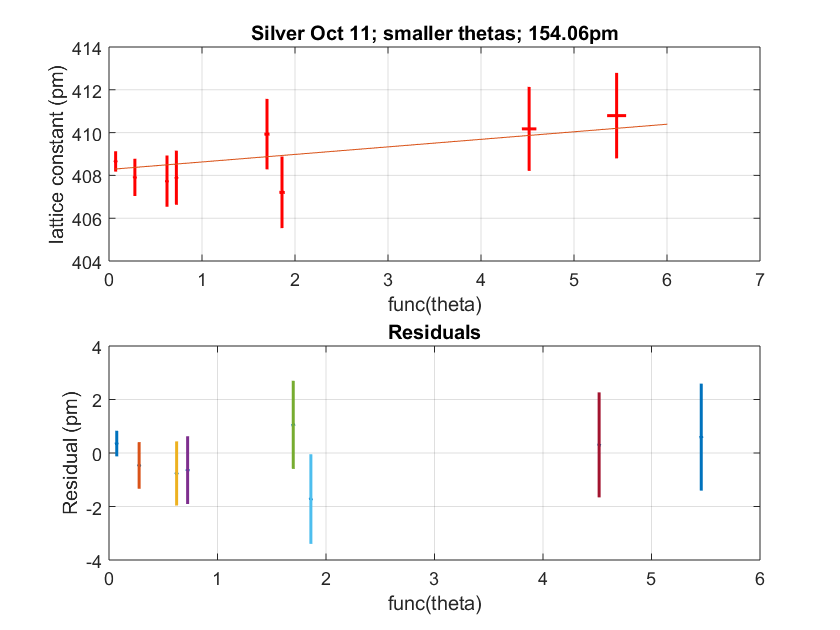 Silver Oct 11; smaller thetas; 154.06pm
414
412
410
408
406
404
lattice constant (pm)
0 1 2 3 4 5 6 7
func(theta)
Residuals
4
2
0
-2
-4
Residual (pm)
0 1 2 3 4 5 6
func(theta)